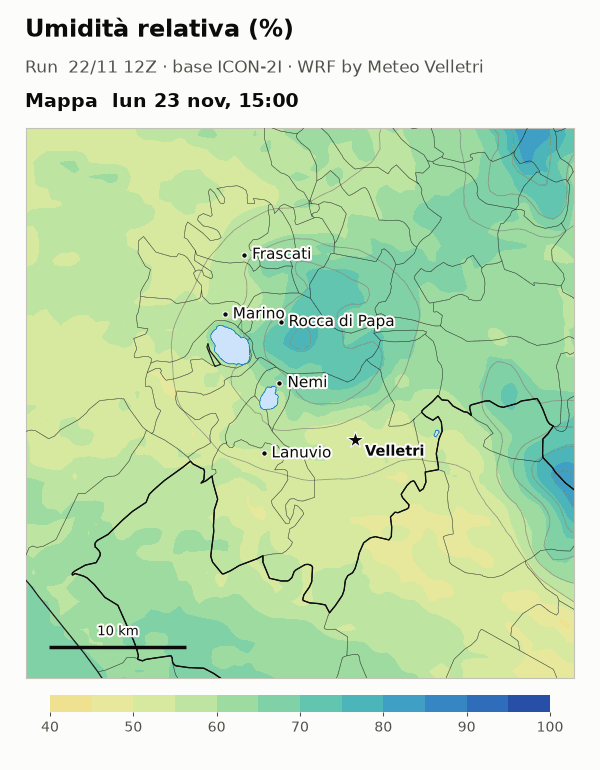 Umidità relativa (%)
Run  22/11 12Z · base ICON-2I · WRF by Meteo Velletri
Mappa  lun 23 nov, 15:00
Frascati
Marino
Rocca di Papa
Nemi
Velletri
Lanuvio
10 km
40 50 60 70 80 90 100